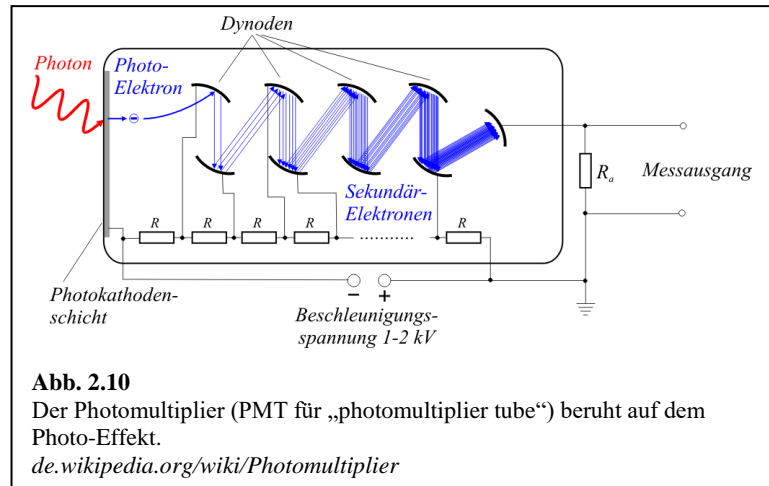 Dynoden
Photon
Photo-
Elektron
Sekundär-
Elektronen
R
R
R
R
R
R_a
Messausgang
Photokathoden-
schicht
− +
Beschleunigungs-
spannung 1-2 kV
Abb. 2.10
Der Photomultiplier (PMT für „photomultiplier tube“) beruht auf dem
Photo-Effekt.
de.wikipedia.org/wiki/Photomultiplier